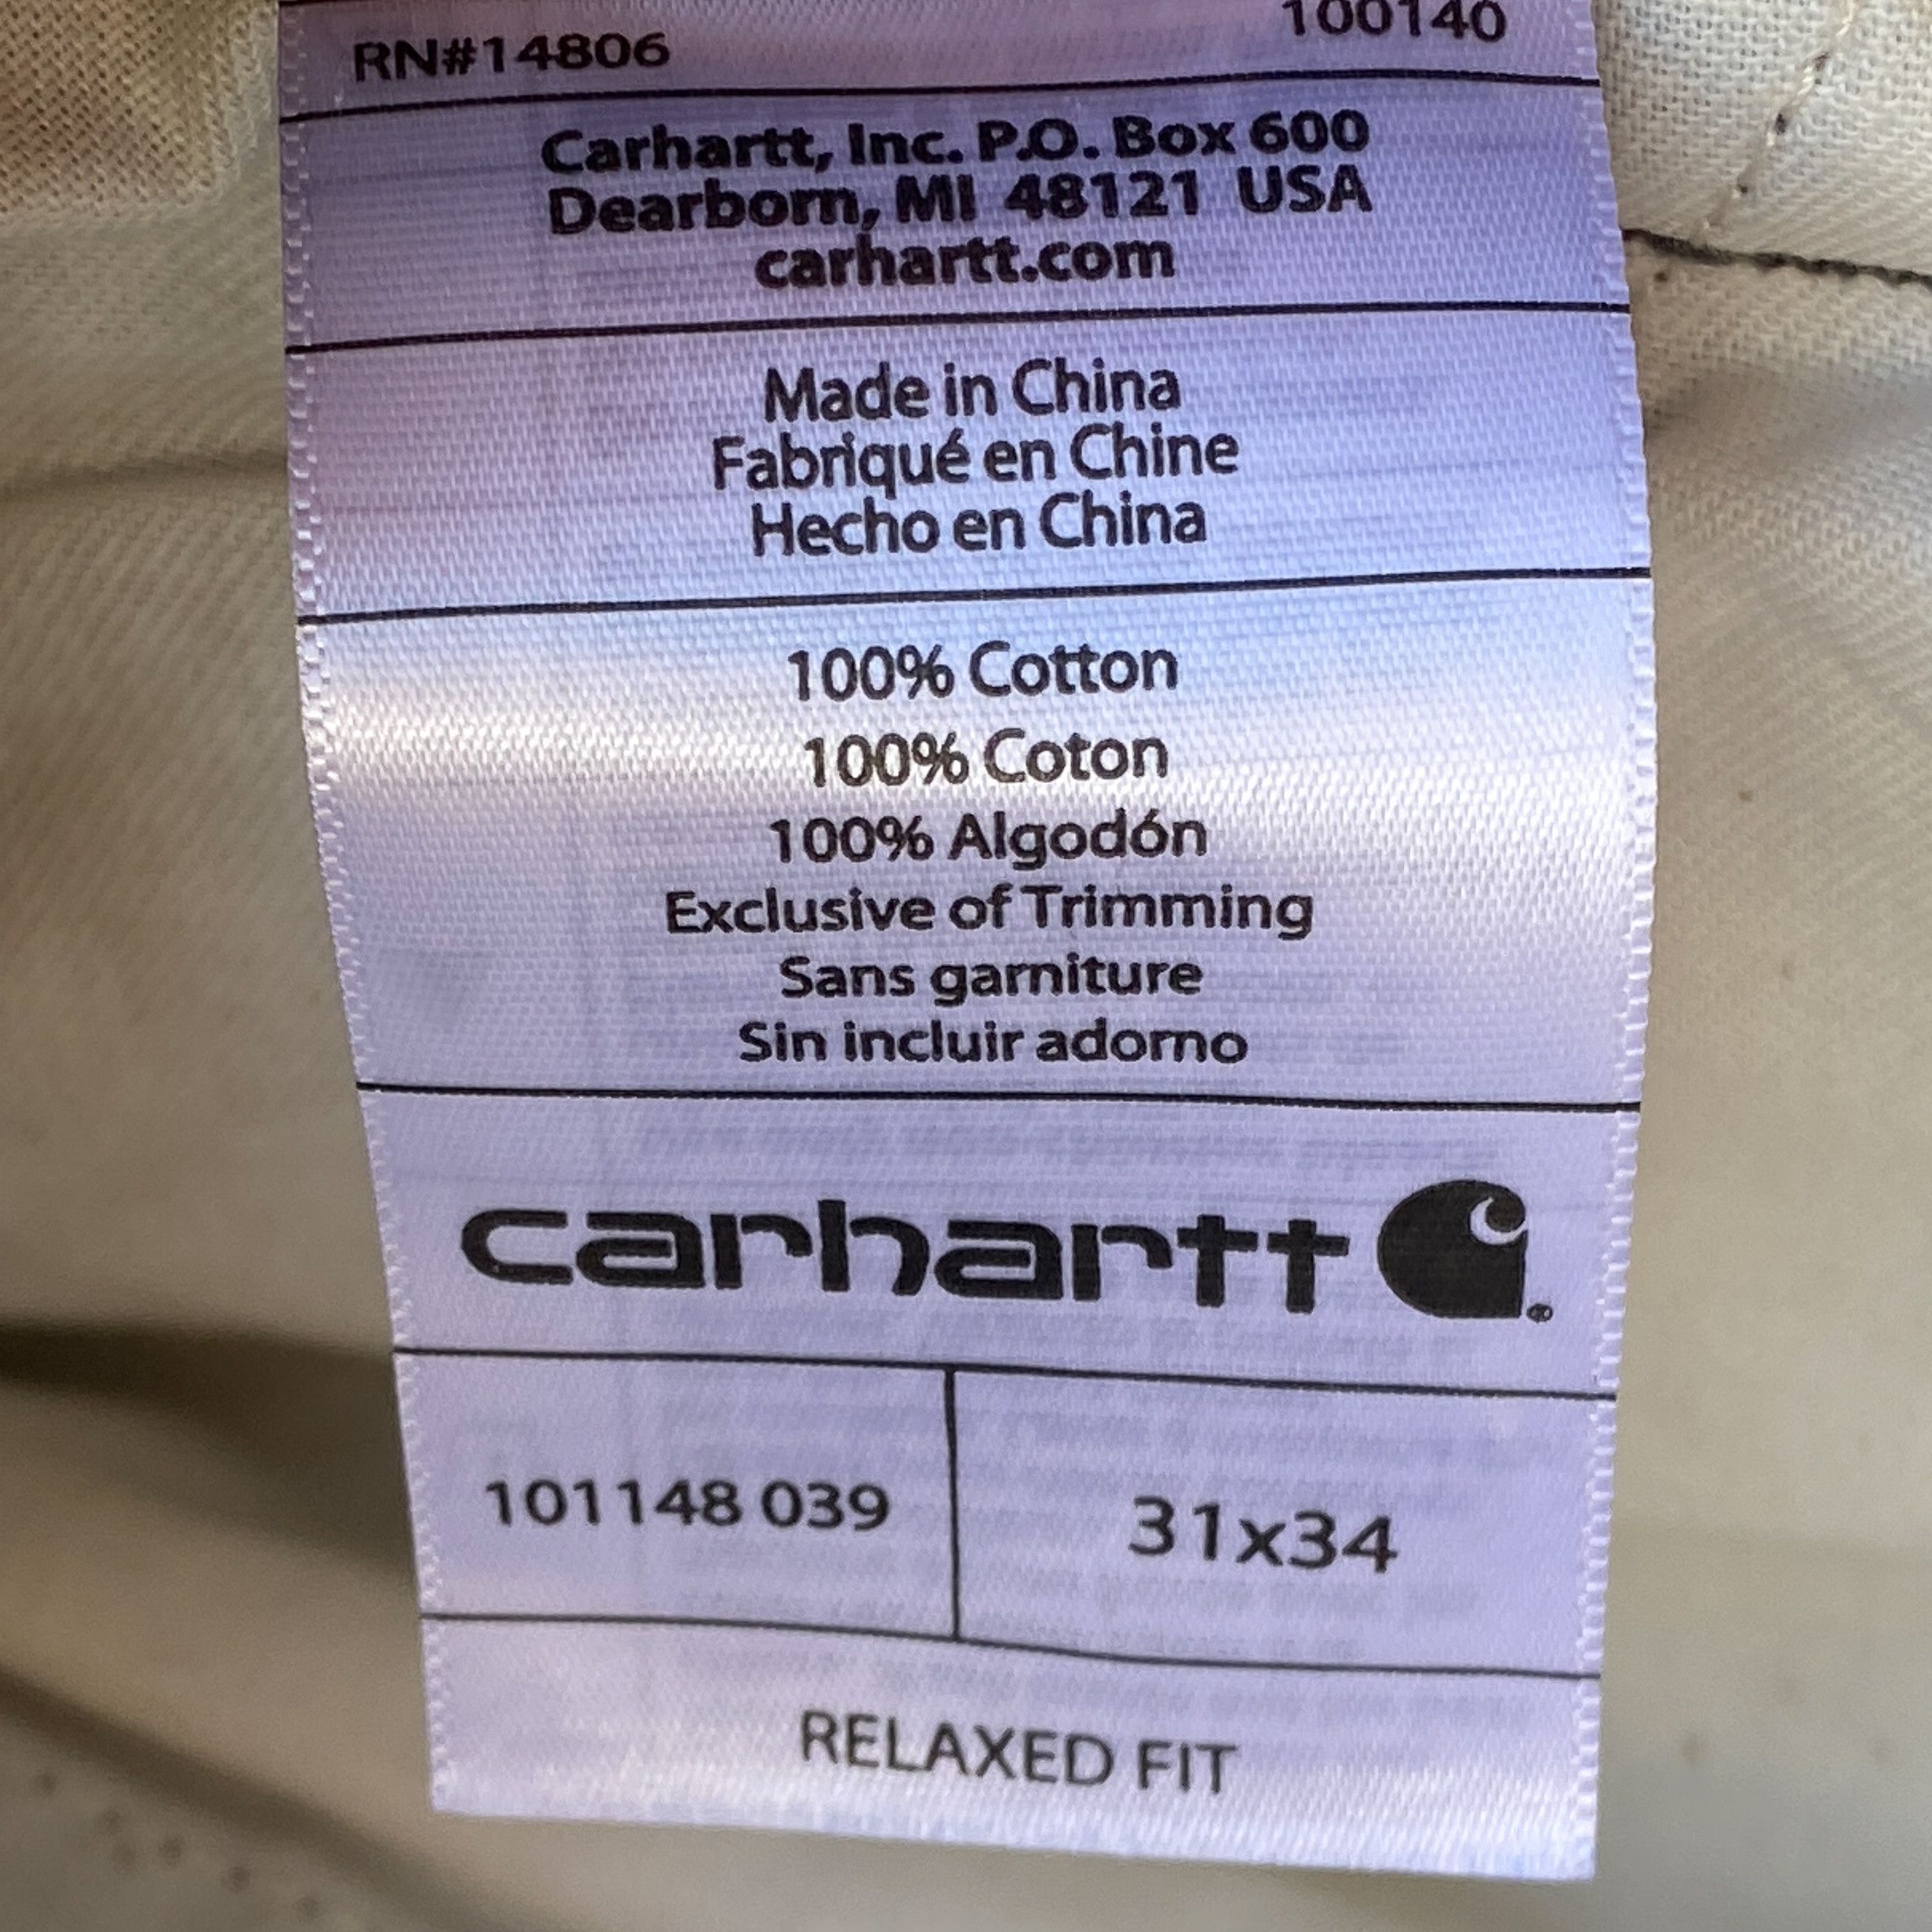 RN#14806
100140
Carhartt, Inc. P.O. Box 600
Dearborn, MI 48121 USA
carhartt.com
Made in China
Fabriqué en Chine
Hecho en China
100% Cotton
100% Coton
100% Algodón
Exclusive of Trimming
Sans garniture
Sin incluir adorno
carhartt®
101148 039
31x34
RELAXED FIT